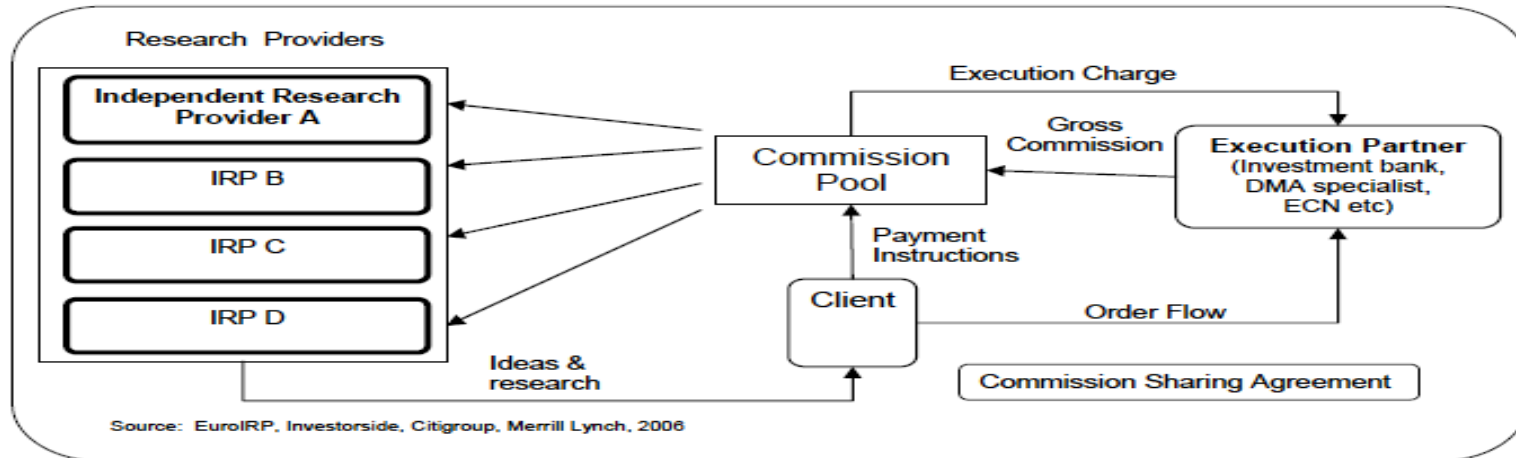 Research Providers
Independent Research
Provider A
IRP B
IRP C
IRP D
Execution Charge
Gross
Commission
Commission
Pool
Execution Partner
(Investment bank,
DMA specialist,
ECN etc)
Payment
Instructions
Client
Order Flow
Ideas &
research
Commission Sharing Agreement
Source: EuroIRP, Investorside, Citigroup, Merrill Lynch, 2006